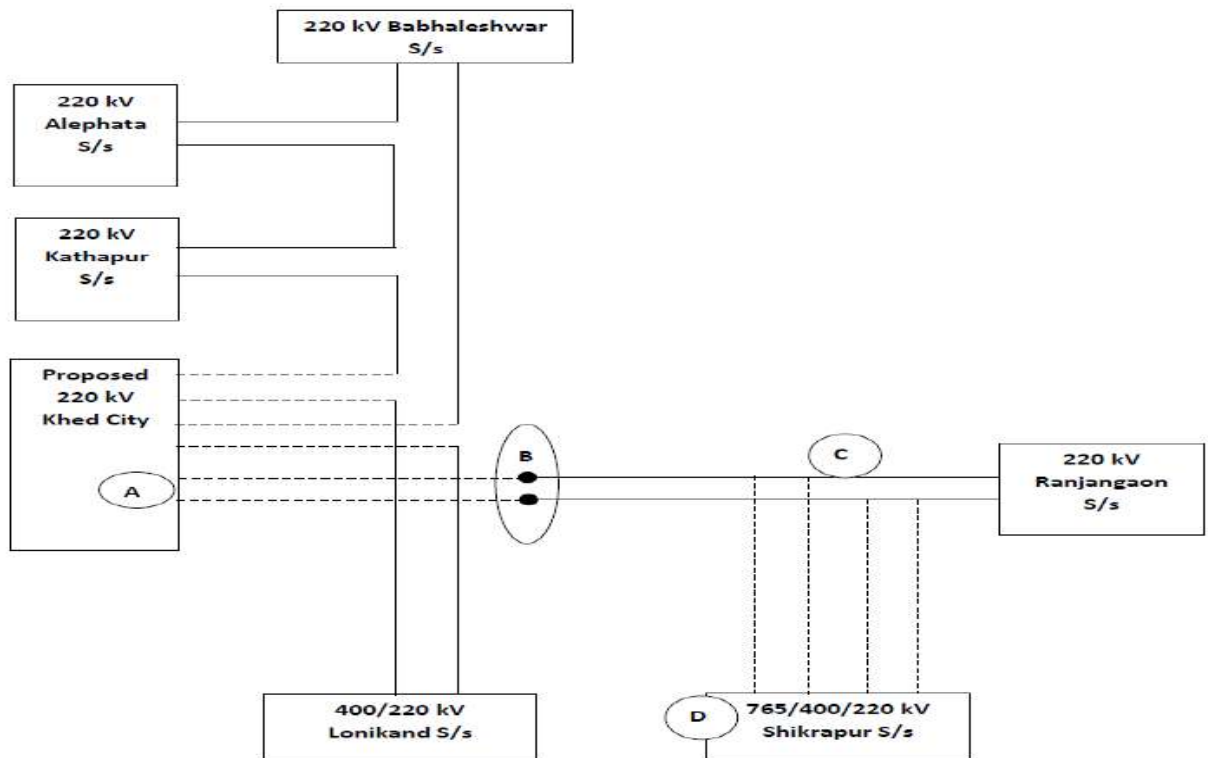 220 kV Babhaleshwar
S/s
220 kV
Alephata
S/s
220 kV
Kathapur
S/s
Proposed
220 kV
Khed City
A
B
C
220 kV
Ranjangaon
S/s
400/220 kV
Lonikand S/s
D
765/400/220 kV
Shikrapur S/s